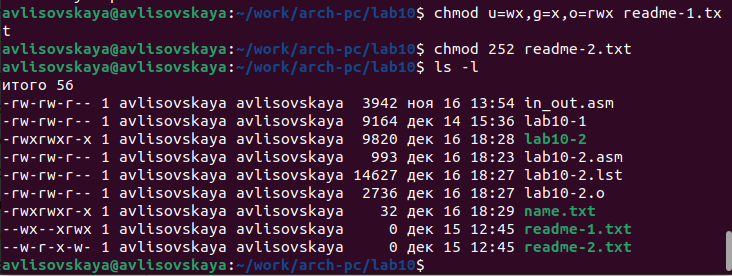 avlisovskaya@avlisovskaya:~/work/arch-pc/lab10$ chmod u=wx,g=x,o=rwx readme-1.tx
t
avlisovskaya@avlisovskaya:~/work/arch-pc/lab10$ chmod 252 readme-2.txt
avlisovskaya@avlisovskaya:~/work/arch-pc/lab10$ ls -l
итого 56
-rw-rw-r-- 1 avlisovskaya avlisovskaya  3942 ноя 16 13:54 in_out.asm
-rw-rw-r-- 1 avlisovskaya avlisovskaya  9164 дек 14 15:36 lab10-1
-rwxrwxr-x 1 avlisovskaya avlisovskaya  9820 дек 16 18:28 lab10-2
-rw-rw-r-- 1 avlisovskaya avlisovskaya   993 дек 16 18:23 lab10-2.asm
-rw-rw-r-- 1 avlisovskaya avlisovskaya 14627 дек 16 18:27 lab10-2.lst
-rw-rw-r-- 1 avlisovskaya avlisovskaya  2736 дек 16 18:27 lab10-2.o
-rwxrwxr-x 1 avlisovskaya avlisovskaya    32 дек 16 18:29 name.txt
--wx--xrwx 1 avlisovskaya avlisovskaya     0 дек 15 12:45 readme-1.txt
--w-r-x-w- 1 avlisovskaya avlisovskaya     0 дек 15 12:45 readme-2.txt
avlisovskaya@avlisovskaya:~/work/arch-pc/lab10$